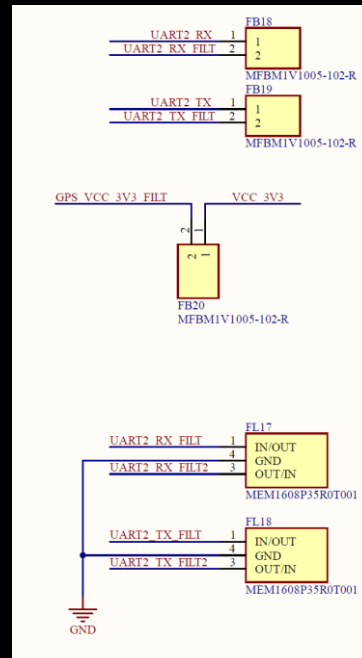 FB18
UART2_RX 1 1
UART2_RX_FILT 2 2
MFBM1V1005-102-R
FB19
UART2_TX 1 1
UART2_TX_FILT 2 2
MFBM1V1005-102-R
GPS_VCC_3V3_FILT VCC_3V3
2 1
2 1
FB20
MFBM1V1005-102-R
FL17
UART2_RX_FILT 1 IN/OUT
4 GND
UART2_RX_FILT2 3 OUT/IN
MEM1608P35R0T001
FL18
UART2_TX_FILT 1 IN/OUT
4 GND
UART2_TX_FILT2 3 OUT/IN
MEM1608P35R0T001
GND